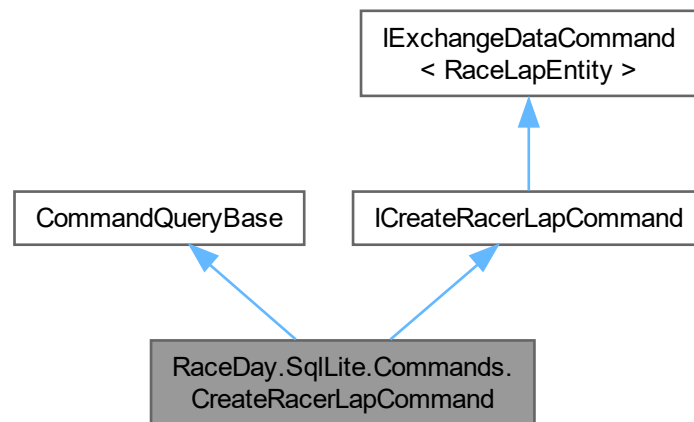 IExchangeDataCommand
< RaceLapEntity >
CommandQueryBase
ICreateRacerLapCommand
RaceDay.SqlLite.Commands.
CreateRacerLapCommand